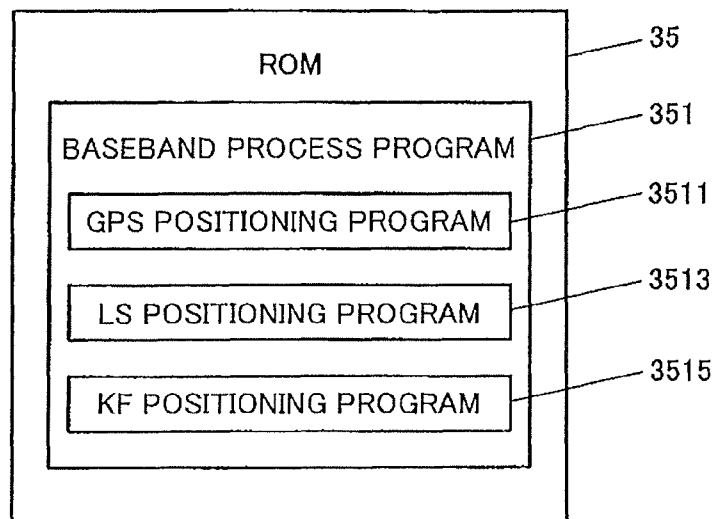 ROM
35
351
BASEBAND PROCESS PROGRAM
3511
GPS POSITIONING PROGRAM
3513
LS POSITIONING PROGRAM
3515
KF POSITIONING PROGRAM